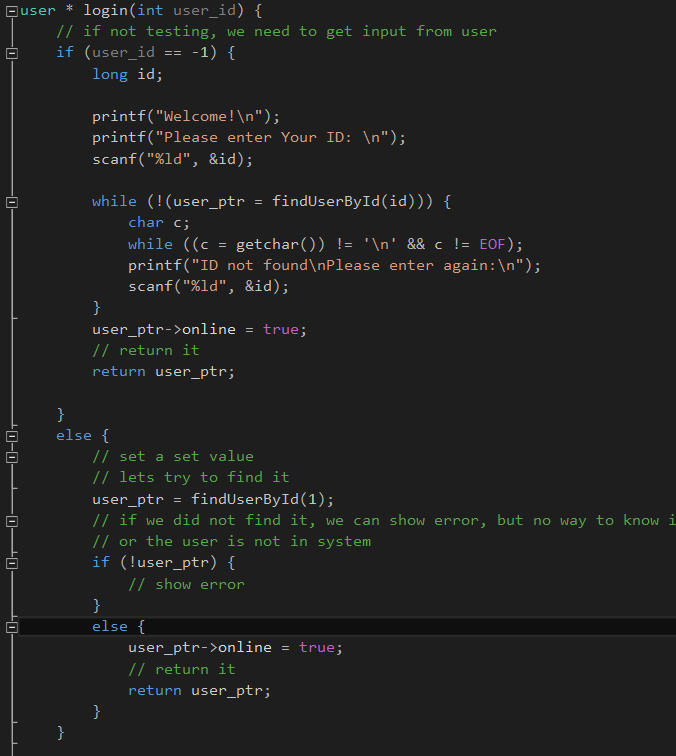 user * login(int user_id) {
// if not testing, we need to get input from user
if (user_id == -1) {
long id;
printf("Welcome!\n");
printf("Please enter Your ID: \n");
scanf("%ld", &id);
while (!(user_ptr = findUserById(id))) {
char c;
while ((c = getchar()) != '\n' && c != EOF);
printf("ID not found\nPlease enter again:\n");
scanf("%ld", &id);
}
user_ptr->online = true;
// return it
return user_ptr;
}
else {
// set a set value
// lets try to find it
user_ptr = findUserById(1);
// if we did not find it, we can show error, but no way to know i
// or the user is not in system
if (!user_ptr) {
// show error
}
else {
user_ptr->online = true;
// return it
return user_ptr;
}
}